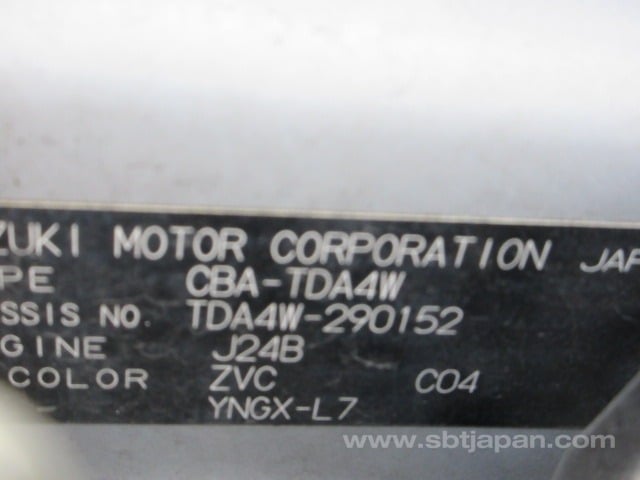 ZUKI MOTOR CORPORATION JAP
PE CBA-TDA4W
ASSIS NO. TDA4W-290152
GINE J24B
COLOR ZVC C04
YNGX-L7
www.sbtjapan.com